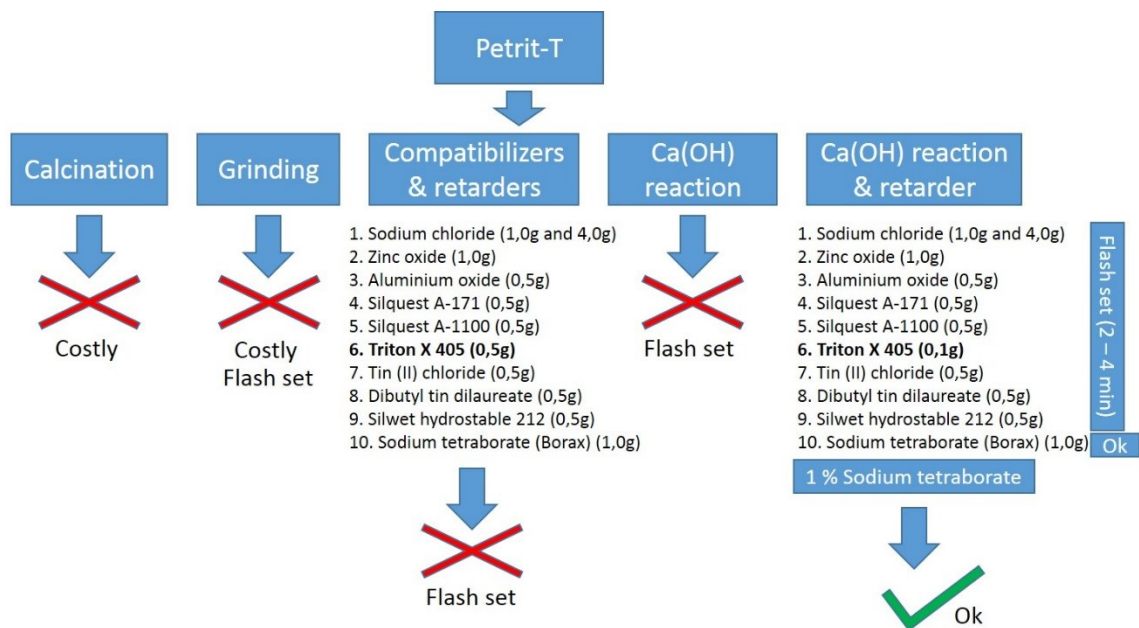 Petrit-T
Calcination
Costly
Grinding
Costly
Flash set
Compatibilizers
& retarders
1. Sodium chloride (1,0g and 4,0g)
2. Zinc oxide (1,0g)
3. Aluminium oxide (0,5g)
4. Silquest A-171 (0,5g)
5. Silquest A-1100 (0,5g)
6. Triton X 405 (0,5g)
7. Tin (II) chloride (0,5g)
8. Dibutyl tin dilaureate (0,5g)
9. Silwet hydrostable 212 (0,5g)
10. Sodium tetraborate (Borax) (1,0g)
Flash set
Ca(OH)
reaction
Flash set
Ca(OH) reaction
& retarder
1. Sodium chloride (1,0g and 4,0g)
2. Zinc oxide (1,0g)
3. Aluminium oxide (0,5g)
4. Silquest A-171 (0,5g)
5. Silquest A-1100 (0,5g)
6. Triton X 405 (0,1g)
7. Tin (II) chloride (0,5g)
8. Dibutyl tin dilaureate (0,5g)
9. Silwet hydrostable 212 (0,5g)
10. Sodium tetraborate (Borax) (1,0g)
Flash set (2 – 4 min)
Ok
1 % Sodium tetraborate
Ok